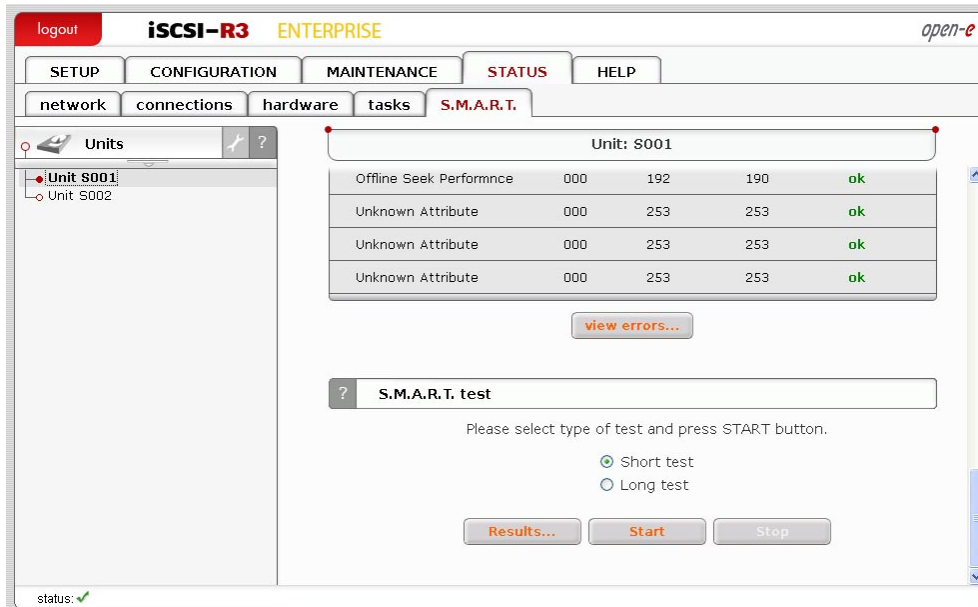 logout iSCSI-R3 ENTERPRISE open-e
SETUP CONFIGURATION MAINTENANCE STATUS HELP
network connections hardware tasks S.M.A.R.T.
Units ?
Unit S001
Unit S002
Unit: S001
Offline Seek Performnce 000 192 190 ok
Unknown Attribute 000 253 253 ok
Unknown Attribute 000 253 253 ok
Unknown Attribute 000 253 253 ok
view errors...
? S.M.A.R.T. test
Please select type of test and press START button.
Short test
Long test
Results... Start Stop
status: